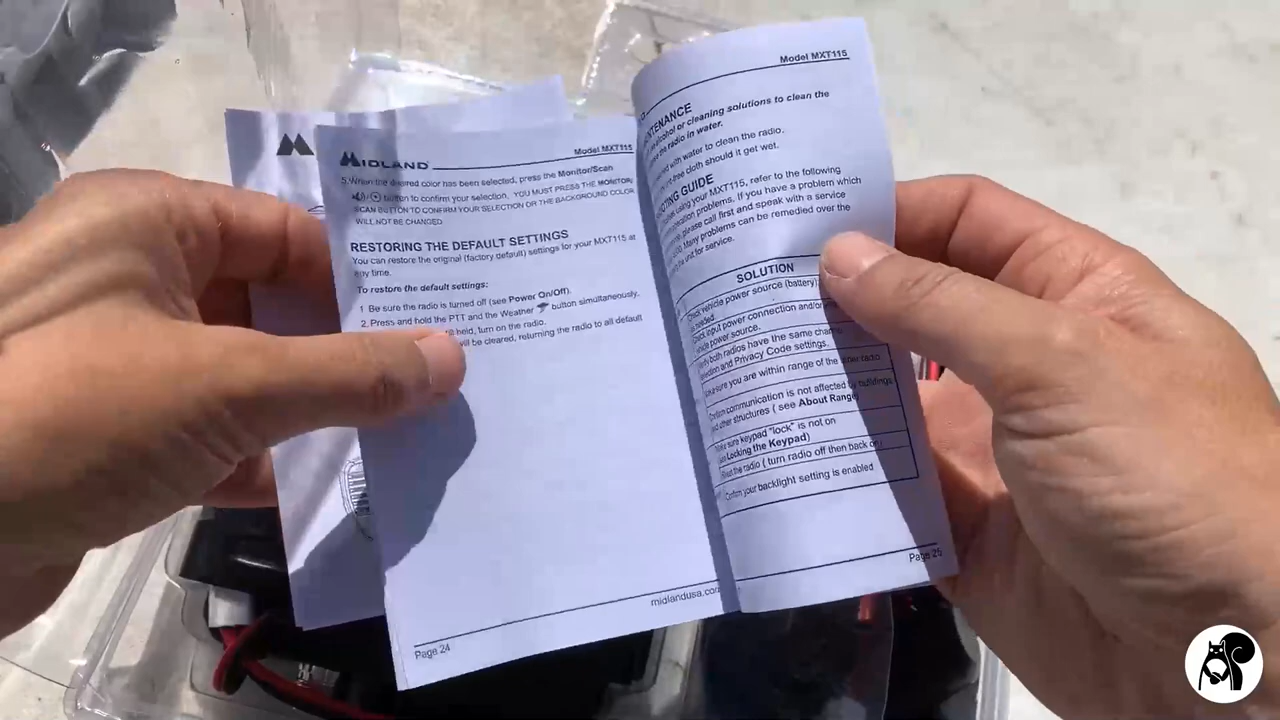 MIDLAND
Model MXT115
5.When the desired color has been selected, press the Monitor/Scan
button to confirm your selection. YOU MUST PRESS THE MONITOR/
SCAN BUTTON TO CONFIRM YOUR SELECTION OR THE BACKGROUND COLOR
WILL NOT BE CHANGED
RESTORING THE DEFAULT SETTINGS
You can restore the original (factory default) settings for your MXT115 at
any time.
To restore the default settings:
1 Be sure the radio is turned off (see Power On/Off).
2. Press and hold the PTT and the Weather button simultaneously.
held, turn on the radio.
will be cleared, returning the radio to all default
midlandusa.com
Page 24
Model MXT115
alcohol or cleaning solutions to clean the
the radio in water.
with water to clean the radio.
cloth should it get wet.
GUIDE
using your MXT115, refer to the following
problems. If you have a problem which
please call first and speak with a service
Many problems can be remedied over the
the unit for service.
SOLUTION
Check vehicle power source (battery)
needed
input power connection and/or
power source.
both radios have the same
and Privacy Code settings.
sure you are within range of the other radio
Confirm communication is not affected by buildings
and other structures ( see About Range)
Make sure keypad "lock" is not on
Locking the Keypad)
the radio ( turn radio off then back on)
Confirm your backlight setting is enabled
Page 25